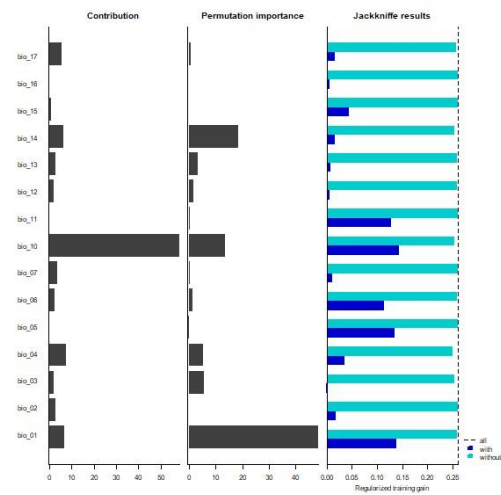 Contribution
Permutation importance
Jackkniffe results
bio_17
bio_16
bio_15
bio_14
bio_13
bio_12
bio_11
bio_10
bio_07
bio_06
bio_05
bio_04
bio_03
bio_02
bio_01
0 10 20 30 40 50
0 10 20 30 40
0.00 0.05 0.10 0.15 0.20 0.25
Regularized training gain
all
with
without